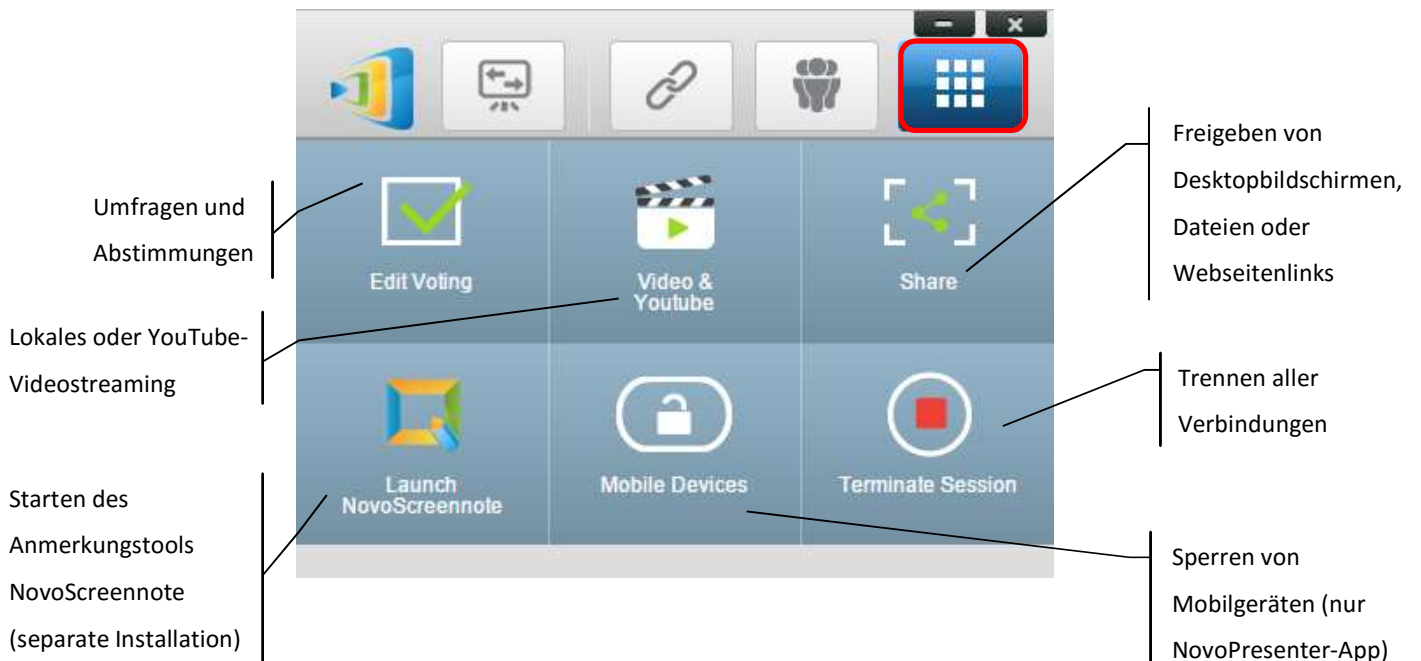 Umfragen und
Abstimmungen
Lokales oder YouTube-
Videostreaming
Starten des
Anmerkungstools
NovoScreennote
(separate Installation)
Edit Voting
Video &
Youtube
Share
Launch
NovoScreennote
Mobile Devices
Terminate Session
Freigeben von
Desktopbildschirmen,
Dateien oder
Webseitenlinks
Trennen aller
Verbindungen
Sperren von
Mobilgeräten (nur
NovoPresenter-App)